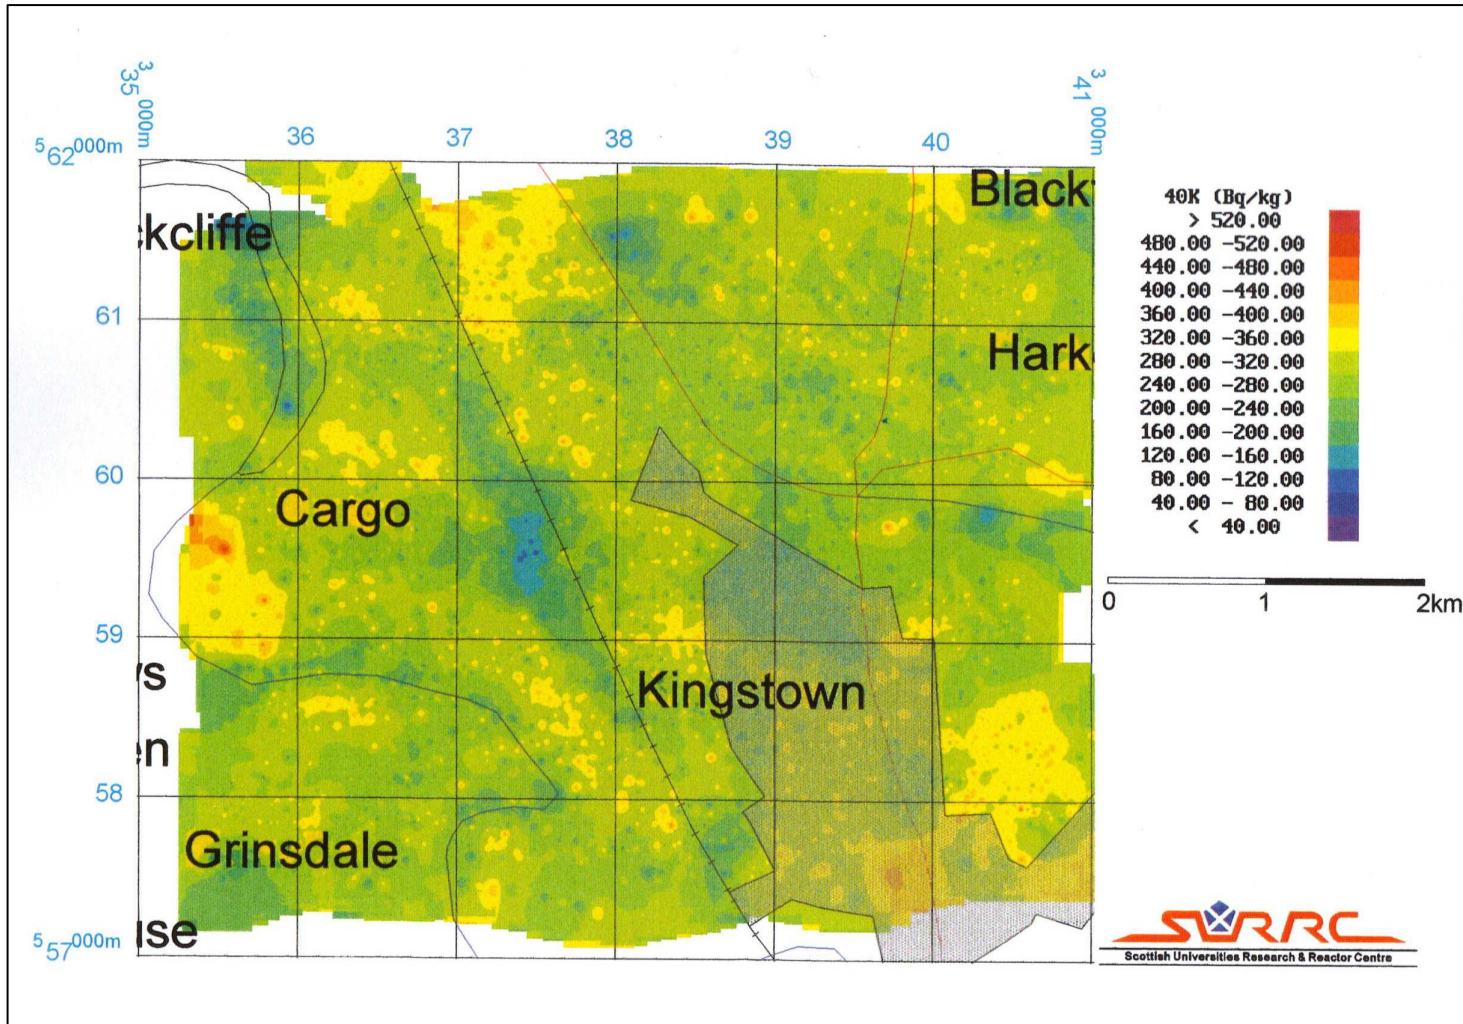 3
35 000m
36
37
38
39
40
3
41 000m
5 62 000m
61
60
59
58
5 57 000m
ckcliffe
Black
Hark
Cargo
Kingstown
Grinsdale
en
use
40K (Bq/kg)
> 520.00
480.00 -520.00
440.00 -480.00
400.00 -440.00
360.00 -400.00
320.00 -360.00
280.00 -320.00
240.00 -280.00
200.00 -240.00
160.00 -200.00
120.00 -160.00
80.00 -120.00
40.00 - 80.00
< 40.00
0 1 2km
SURRC
Scottish Universities Research & Reactor Centre